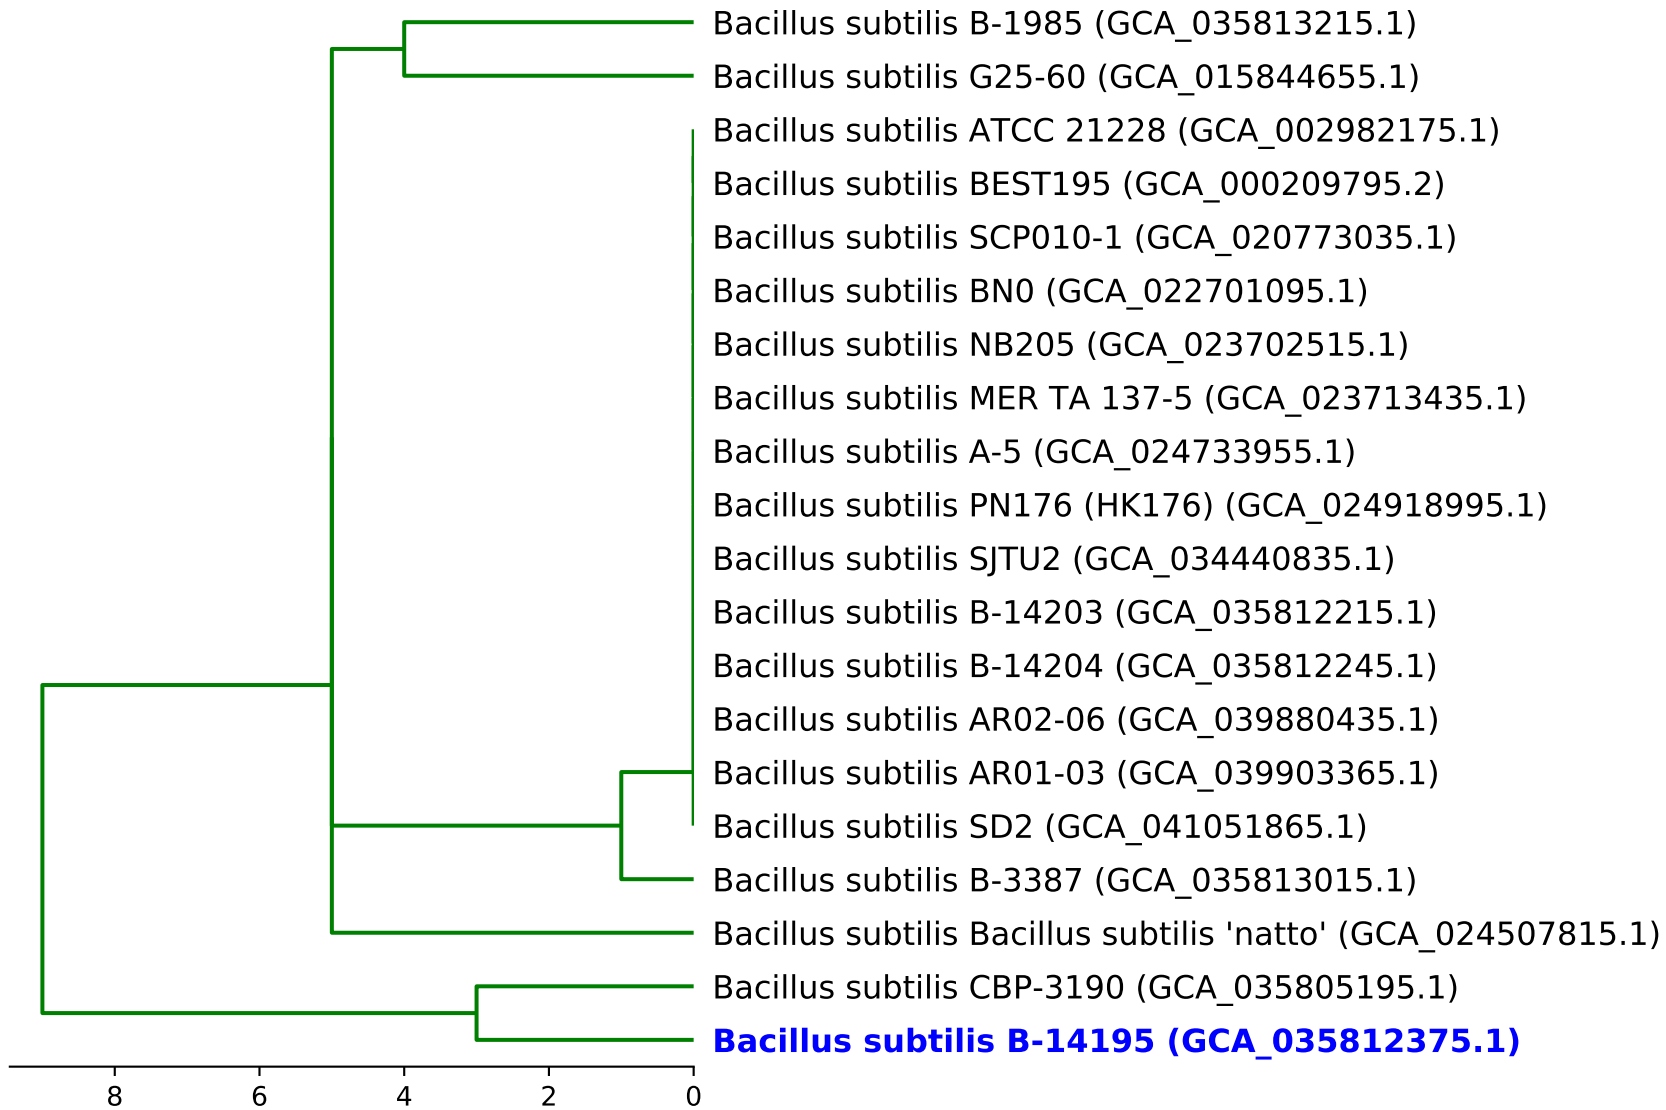 Bacillus subtilis B-1985 (GCA_035813215.1)
Bacillus subtilis G25-60 (GCA_015844655.1)
Bacillus subtilis ATCC 21228 (GCA_002982175.1)
Bacillus subtilis BEST195 (GCA_000209795.2)
Bacillus subtilis SCP010-1 (GCA_020773035.1)
Bacillus subtilis BN0 (GCA_022701095.1)
Bacillus subtilis NB205 (GCA_023702515.1)
Bacillus subtilis MER TA 137-5 (GCA_023713435.1)
Bacillus subtilis A-5 (GCA_024733955.1)
Bacillus subtilis PN176 (HK176) (GCA_024918995.1)
Bacillus subtilis SJTU2 (GCA_034440835.1)
Bacillus subtilis B-14203 (GCA_035812215.1)
Bacillus subtilis B-14204 (GCA_035812245.1)
Bacillus subtilis AR02-06 (GCA_039880435.1)
Bacillus subtilis AR01-03 (GCA_039903365.1)
Bacillus subtilis SD2 (GCA_041051865.1)
Bacillus subtilis B-3387 (GCA_035813015.1)
Bacillus subtilis Bacillus subtilis 'natto' (GCA_024507815.1)
Bacillus subtilis CBP-3190 (GCA_035805195.1)
Bacillus subtilis B-14195 (GCA_035812375.1)
8 6 4 2 0